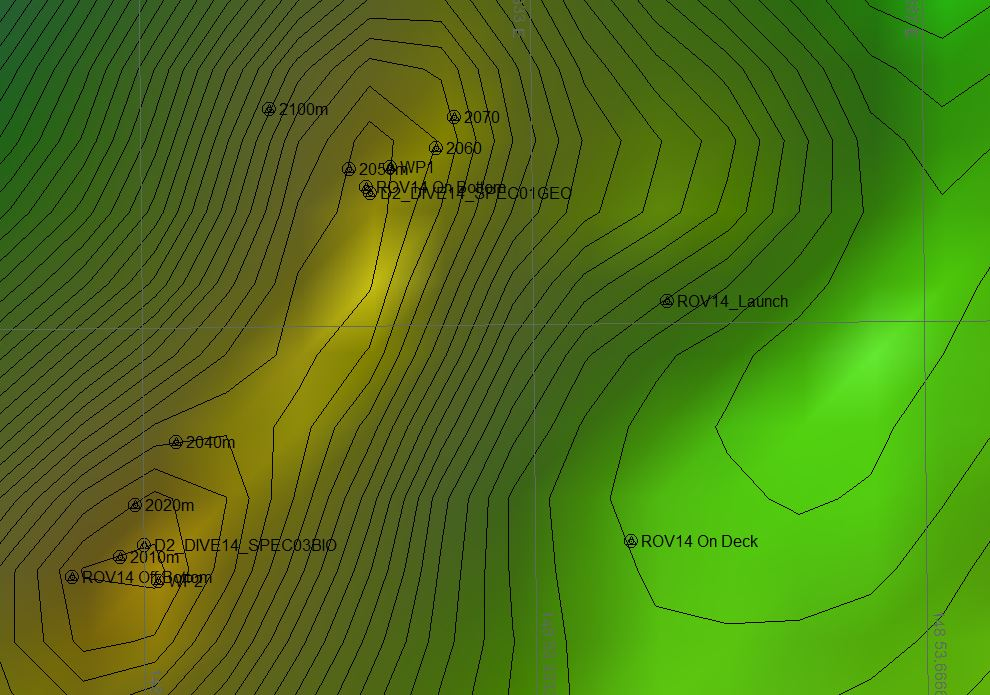 2100m
2070
2060
2050m
WP1
ROV14 On Bottom
D2_DIVE14_SPEC01GEO
ROV14_Launch
2040m
2020m
D2_DIVE14_SPEC03BIO
2010m
ROV14 Off Bottom
WP2
ROV14 On Deck